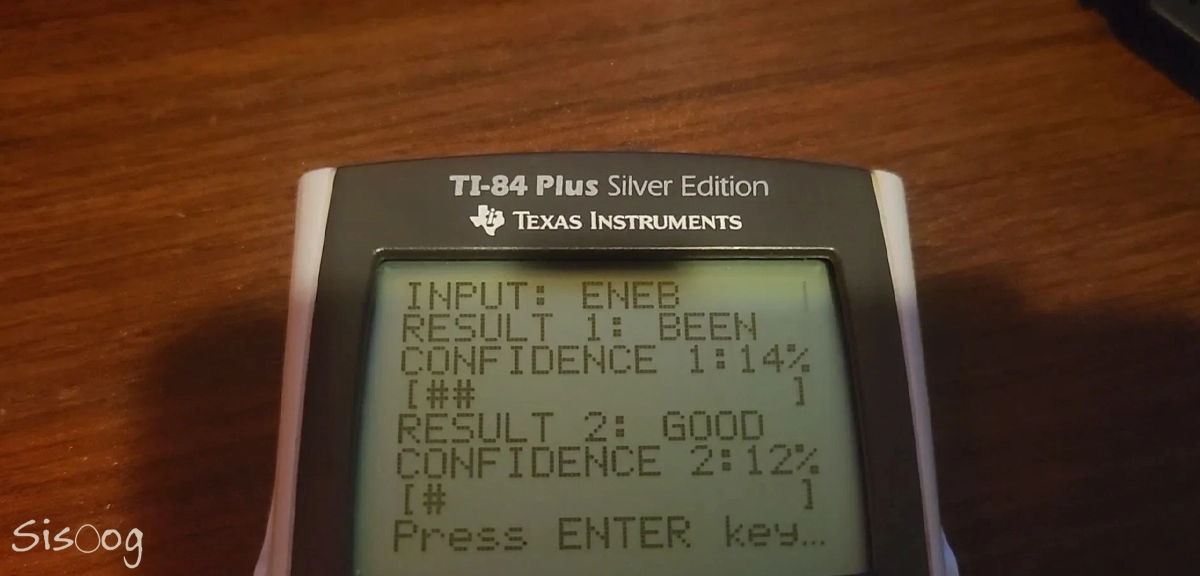 TI-84 Plus Silver Edition
TEXAS INSTRUMENTS
INPUT: ENEB
RESULT 1: BEEN
CONFIDENCE 1:14%
[## ]
RESULT 2: GOOD
CONFIDENCE 2:12%
[# ]
Press ENTER key...
SisOog